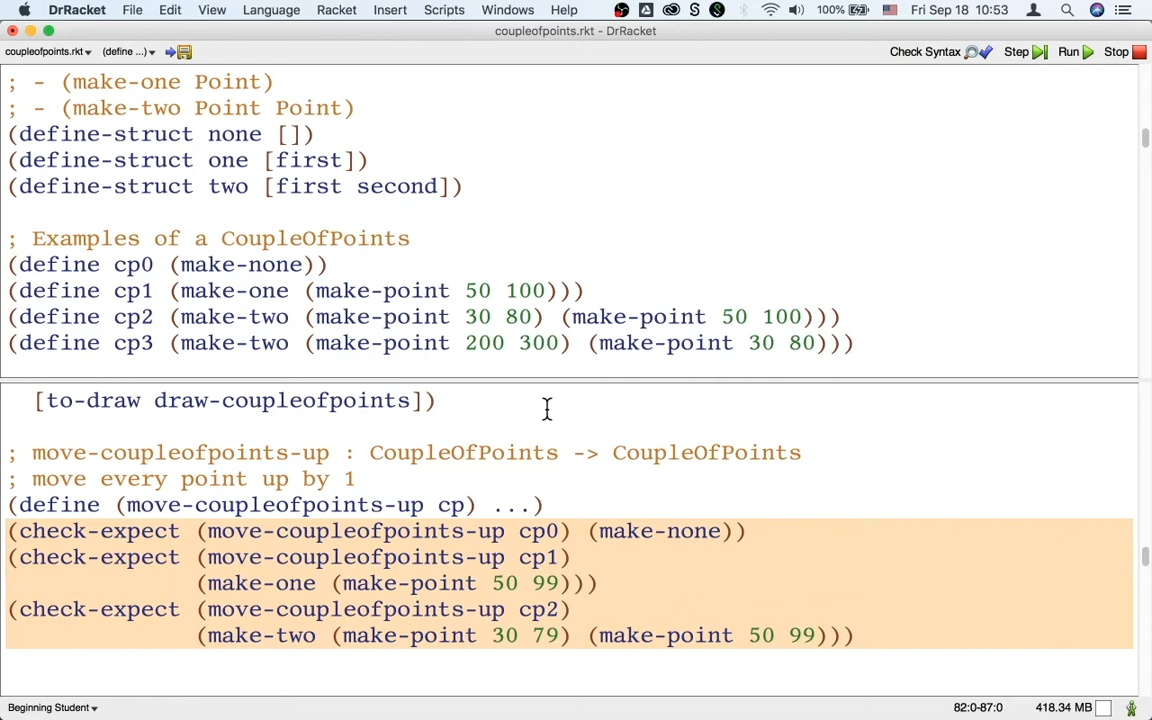 DrRacket File Edit View Language Racket Insert Scripts Windows Help 100% Fri Sep 18 10:53
coupleofpoints.rkt - DrRacket
coupleofpoints.rkt (define ...) Check Syntax Step Run Stop
; - (make-one Point)
; - (make-two Point Point)
(define-struct none [])
(define-struct one [first])
(define-struct two [first second])
; Examples of a CoupleOfPoints
(define cp0 (make-none))
(define cp1 (make-one (make-point 50 100)))
(define cp2 (make-two (make-point 30 80) (make-point 50 100)))
(define cp3 (make-two (make-point 200 300) (make-point 30 80)))
[to-draw draw-coupleofpoints])
; move-coupleofpoints-up : CoupleOfPoints -> CoupleOfPoints
; move every point up by 1
(define (move-coupleofpoints-up cp) ...)
(check-expect (move-coupleofpoints-up cp0) (make-none))
(check-expect (move-coupleofpoints-up cp1)
(make-one (make-point 50 99)))
(check-expect (move-coupleofpoints-up cp2)
(make-two (make-point 30 79) (make-point 50 99)))
Beginning Student 82:0-87:0 418.34 MB